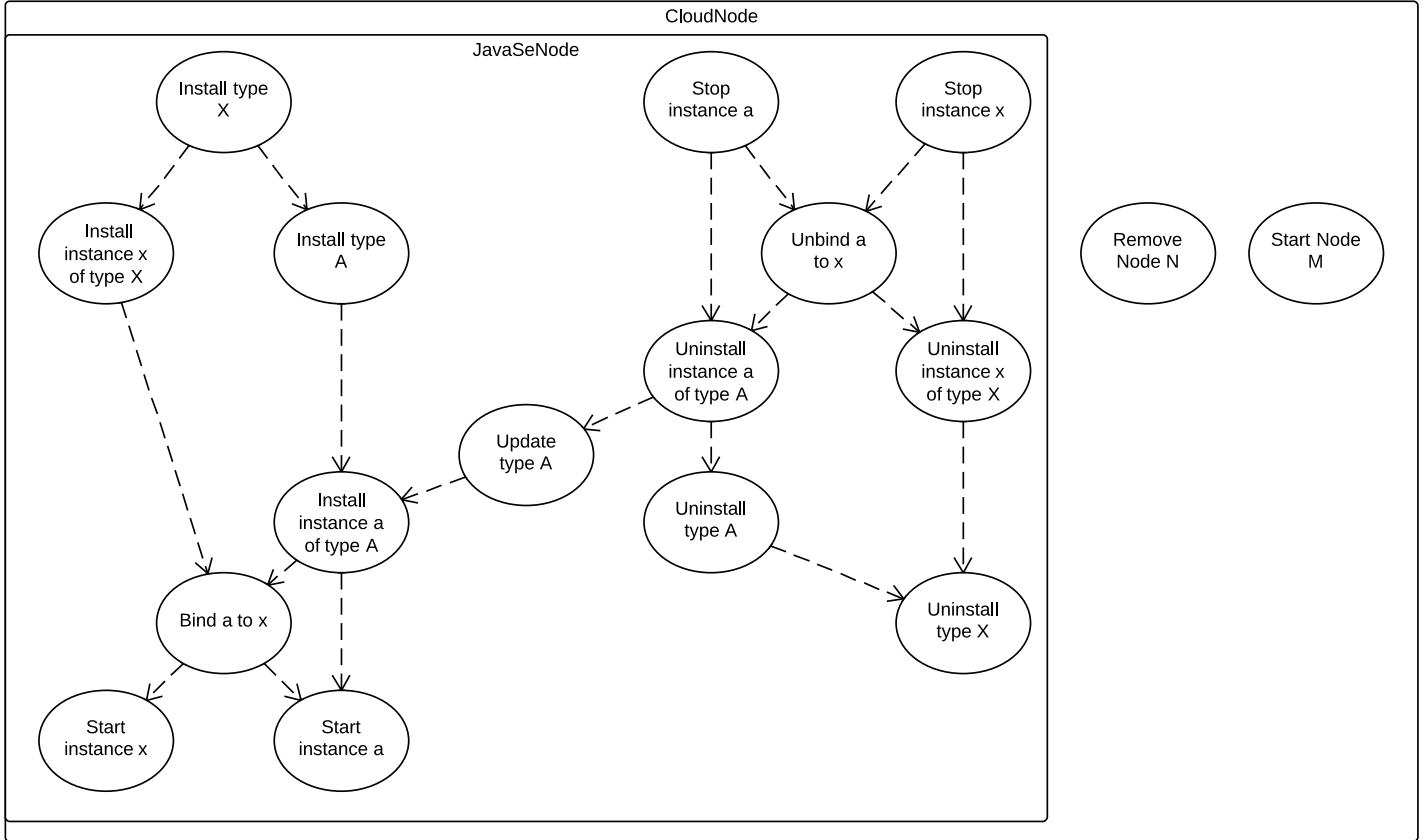 CloudNode
JavaSeNode
Install type
X
Stop
instance a
Stop
instance x
Install
instance x
of type X
Install type
A
Unbind a
to x
Remove
Node N
Start Node
M
Uninstall
instance a
of type A
Uninstall
instance x
of type X
Update
type A
Install
instance a
of type A
Uninstall
type A
Bind a to x
Uninstall
type X
Start
instance x
Start
instance a